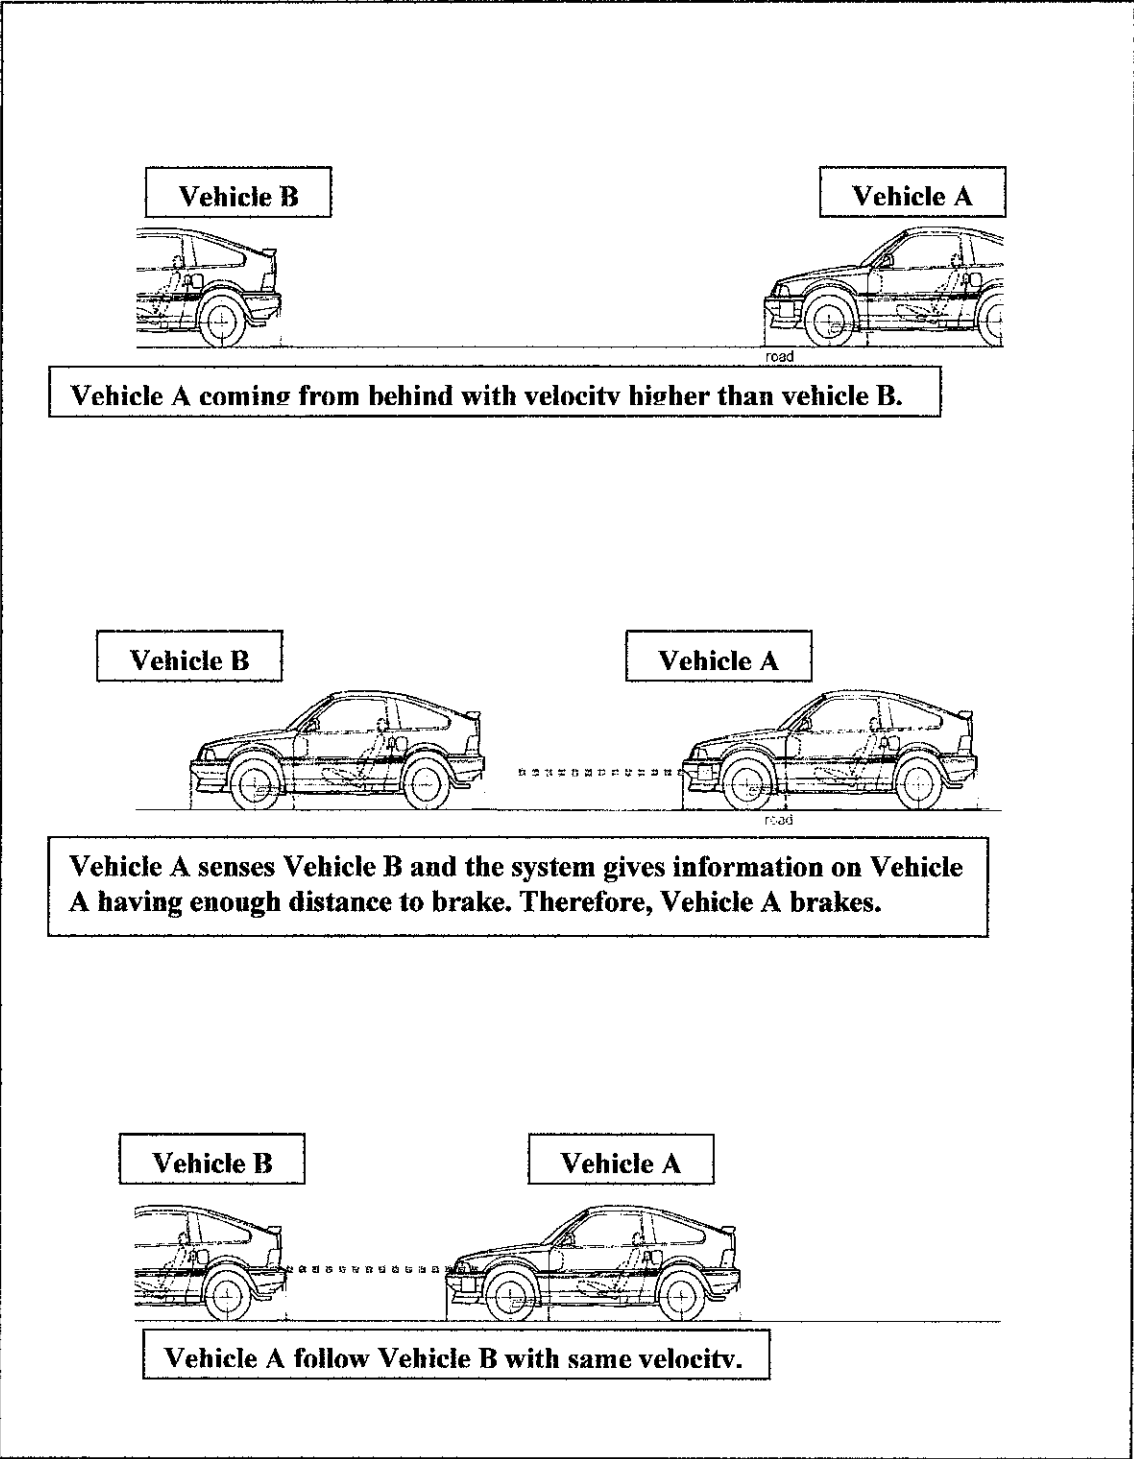 Vehicle B
Vehicle A
road
Vehicle A coming from behind with velocity higher than vehicle B.
Vehicle B
Vehicle A
road
Vehicle A senses Vehicle B and the system gives information on Vehicle
A having enough distance to brake. Therefore, Vehicle A brakes.
Vehicle B
Vehicle A
Vehicle A follow Vehicle B with same velocity.